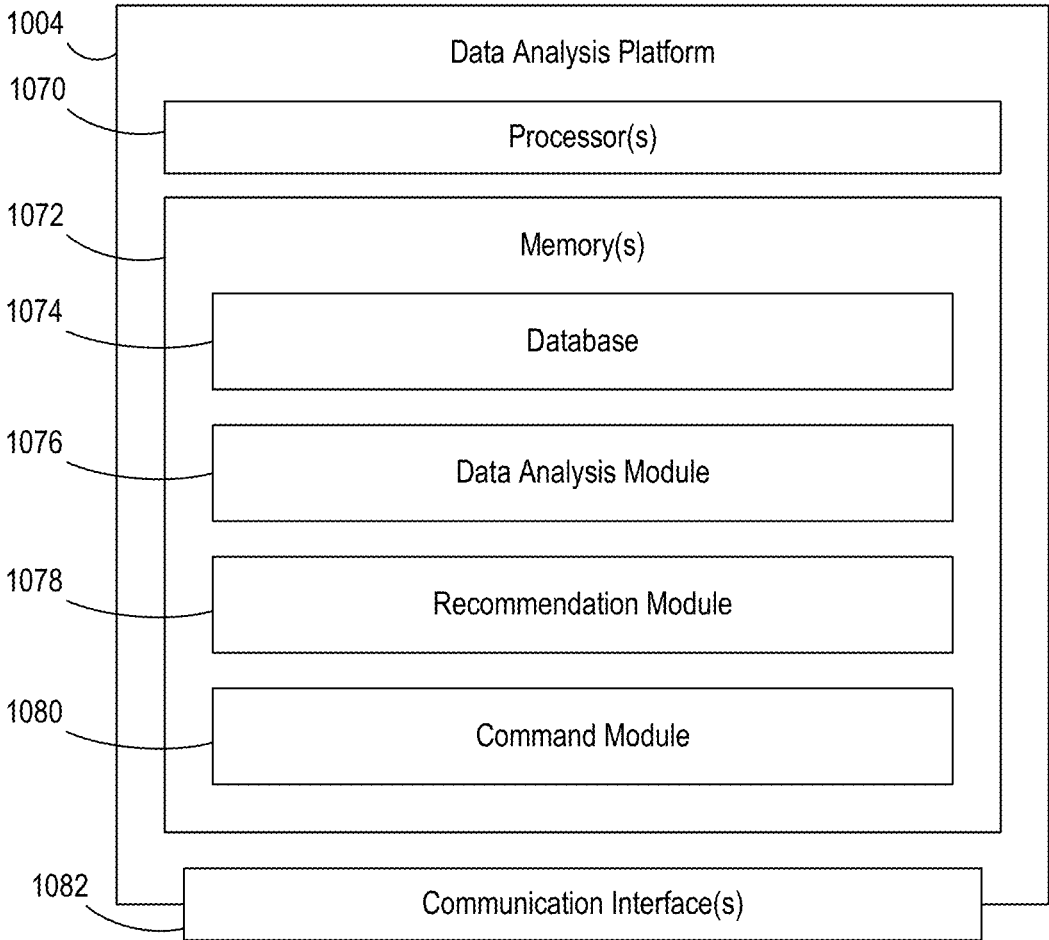 1004
Data Analysis Platform
1070
Processor(s)
1072
Memory(s)
1074
Database
1076
Data Analysis Module
1078
Recommendation Module
1080
Command Module
1082
Communication Interface(s)